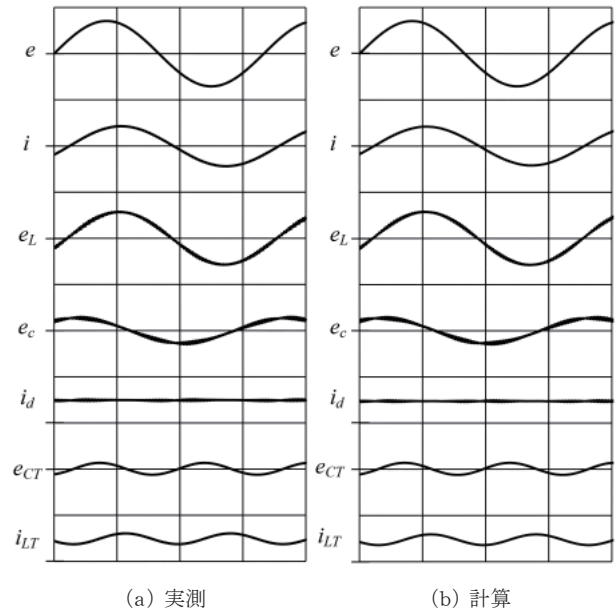 e
i
e_L
e_c
i_d
e_CT
i_LT
(a) 実測
e
i
e_L
e_c
i_d
e_CT
i_LT
(b) 計算